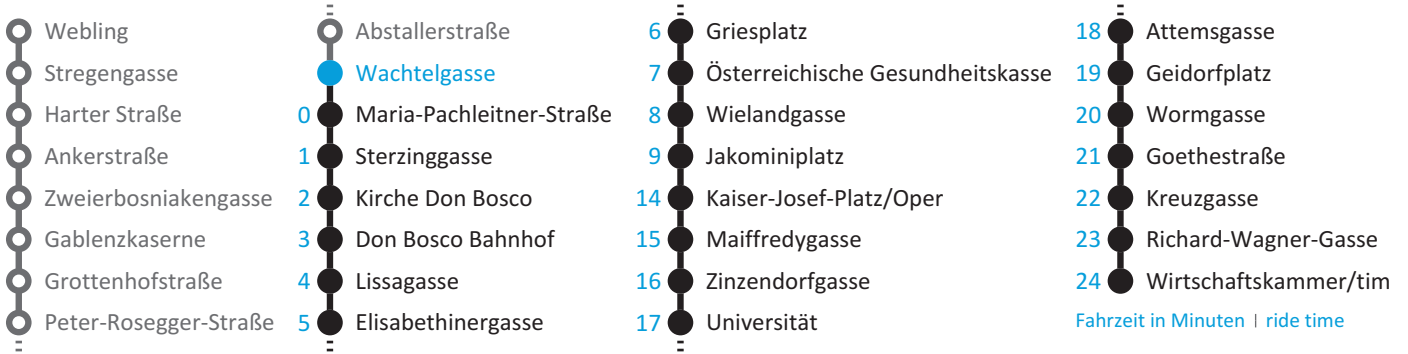 Webling
Stregengasse
Harter Straße
Ankerstraße
Zweierbosniakengasse
Gablenzkaserne
Grottenhofstraße
Peter-Rosegger-Straße
Abstallerstraße
Wachtelgasse
0 Maria-Pachleitner-Straße
1 Sterzinggasse
2 Kirche Don Bosco
3 Don Bosco Bahnhof
4 Lissagasse
5 Elisabethinergasse
6 Griesplatz
7 Österreichische Gesundheitskasse
8 Wielandgasse
9 Jakominiplatz
14 Kaiser-Josef-Platz/Oper
15 Maiffredygasse
16 Zinzendorfgasse
17 Universität
18 Attemsgasse
19 Geidorfplatz
20 Wormgasse
21 Goethestraße
22 Kreuzgasse
23 Richard-Wagner-Gasse
24 Wirtschaftskammer/tim
Fahrzeit in Minuten | ride time